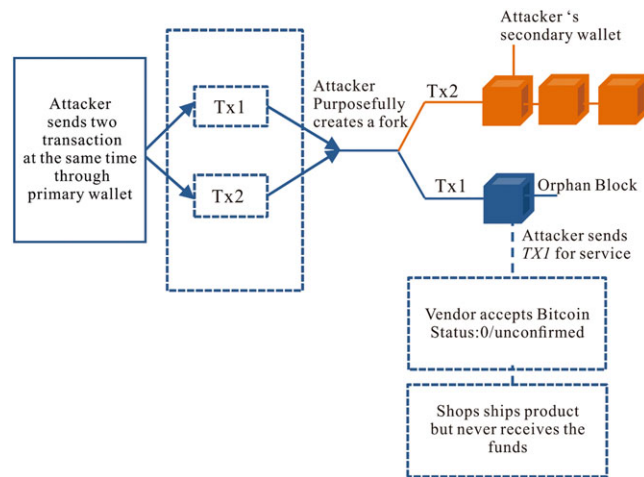 Attacker
sends two
transaction
at the same time
through
primary wallet
Tx1
Tx2
Attacker
Purposefully
creates a fork
Tx2
Attacker ‘s
secondary wallet
Tx1
Orphan Block
Attacker sends
TX1 for service
Vendor accepts Bitcoin
Status:0/unconfirmed
Shops ships product
but never receives the
funds